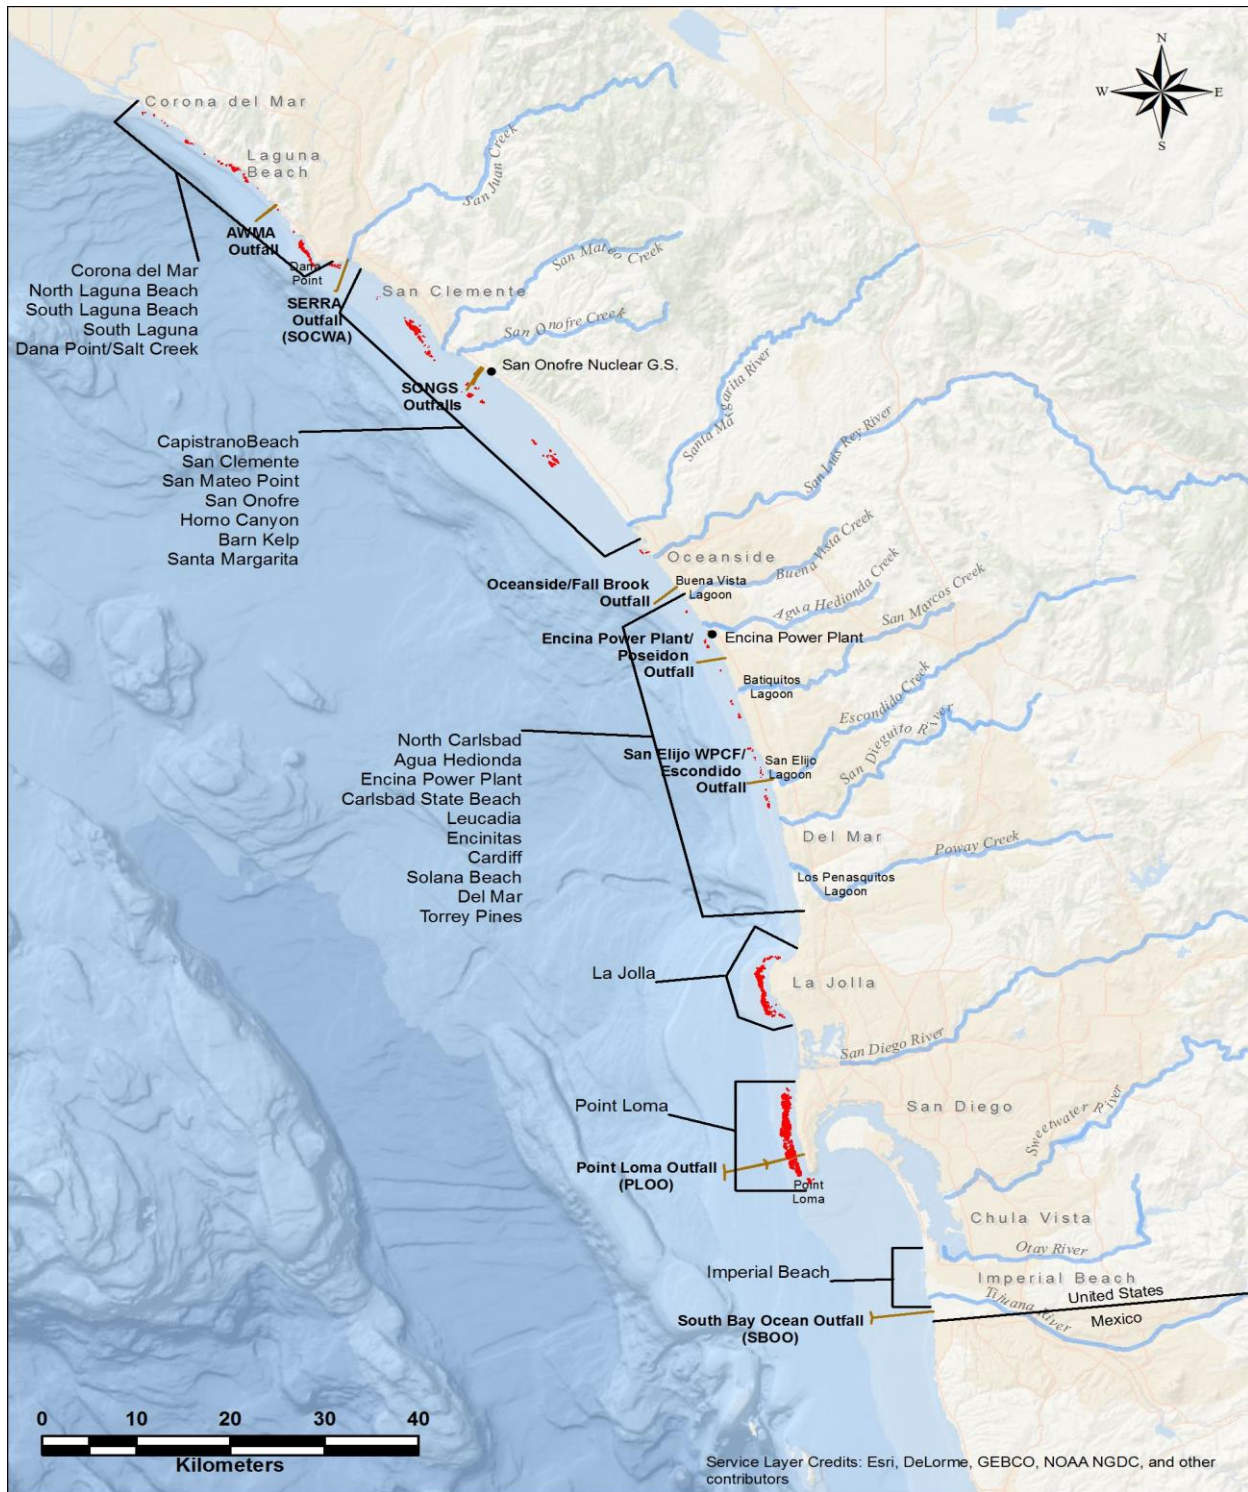 N
W
E
S
Corona del Mar
Laguna
Beach
San Juan Creek
AWMA
Outfall
San Mateo
Creek
Corona del Mar
North Laguna Beach
South Laguna Beach
South Laguna
Dana Point/Salt Creek
Dana
Point
San Clemente
SERRA
Outfall
(SOCWA)
San Onofre Creek
San Onofre Nuclear G.S.
SONGS
Outfalls
Santa Margarita River
San Luis Rey River
CapistranoBeach
San Clemente
San Mateo Point
San Onofre
Horno Canyon
Barn Kelp
Santa Margarita
Oceanside
Buena Vista Creek
Oceanside/Fall Brook
Outfall
Buena Vista
Lagoon
Agua Hedionda Creek
San Marcos Creek
Encina Power Plant/
Poseidon
Outfall
Encina Power Plant
Batiquitos
Lagoon
Escondido Creek
San Dieguito River
North Carlsbad
Agua Hedionda
Encina Power Plant
Carlsbad State Beach
Leucadia
Encinitas
Cardiff
Solana Beach
Del Mar
Torrey Pines
San Elijo WPCF/
Escondido
Outfall
San Elijo
Lagoon
Del Mar
Poway Creek
Los Penasquitos
Lagoon
La Jolla
La Jolla
San Diego River
Point Loma
San Diego
Sweetwater River
Point Loma Outfall
(PLOO)
Point
Loma
Chula Vista
Otay River
Imperial Beach
Imperial Beach
Tijuana River
United States
Mexico
South Bay Ocean Outfall
(SBOO)
0 10 20 30 40
Kilometers
Service Layer Credits: Esri, DeLorme, GEBCO, NOAA NGDC, and other
contributors